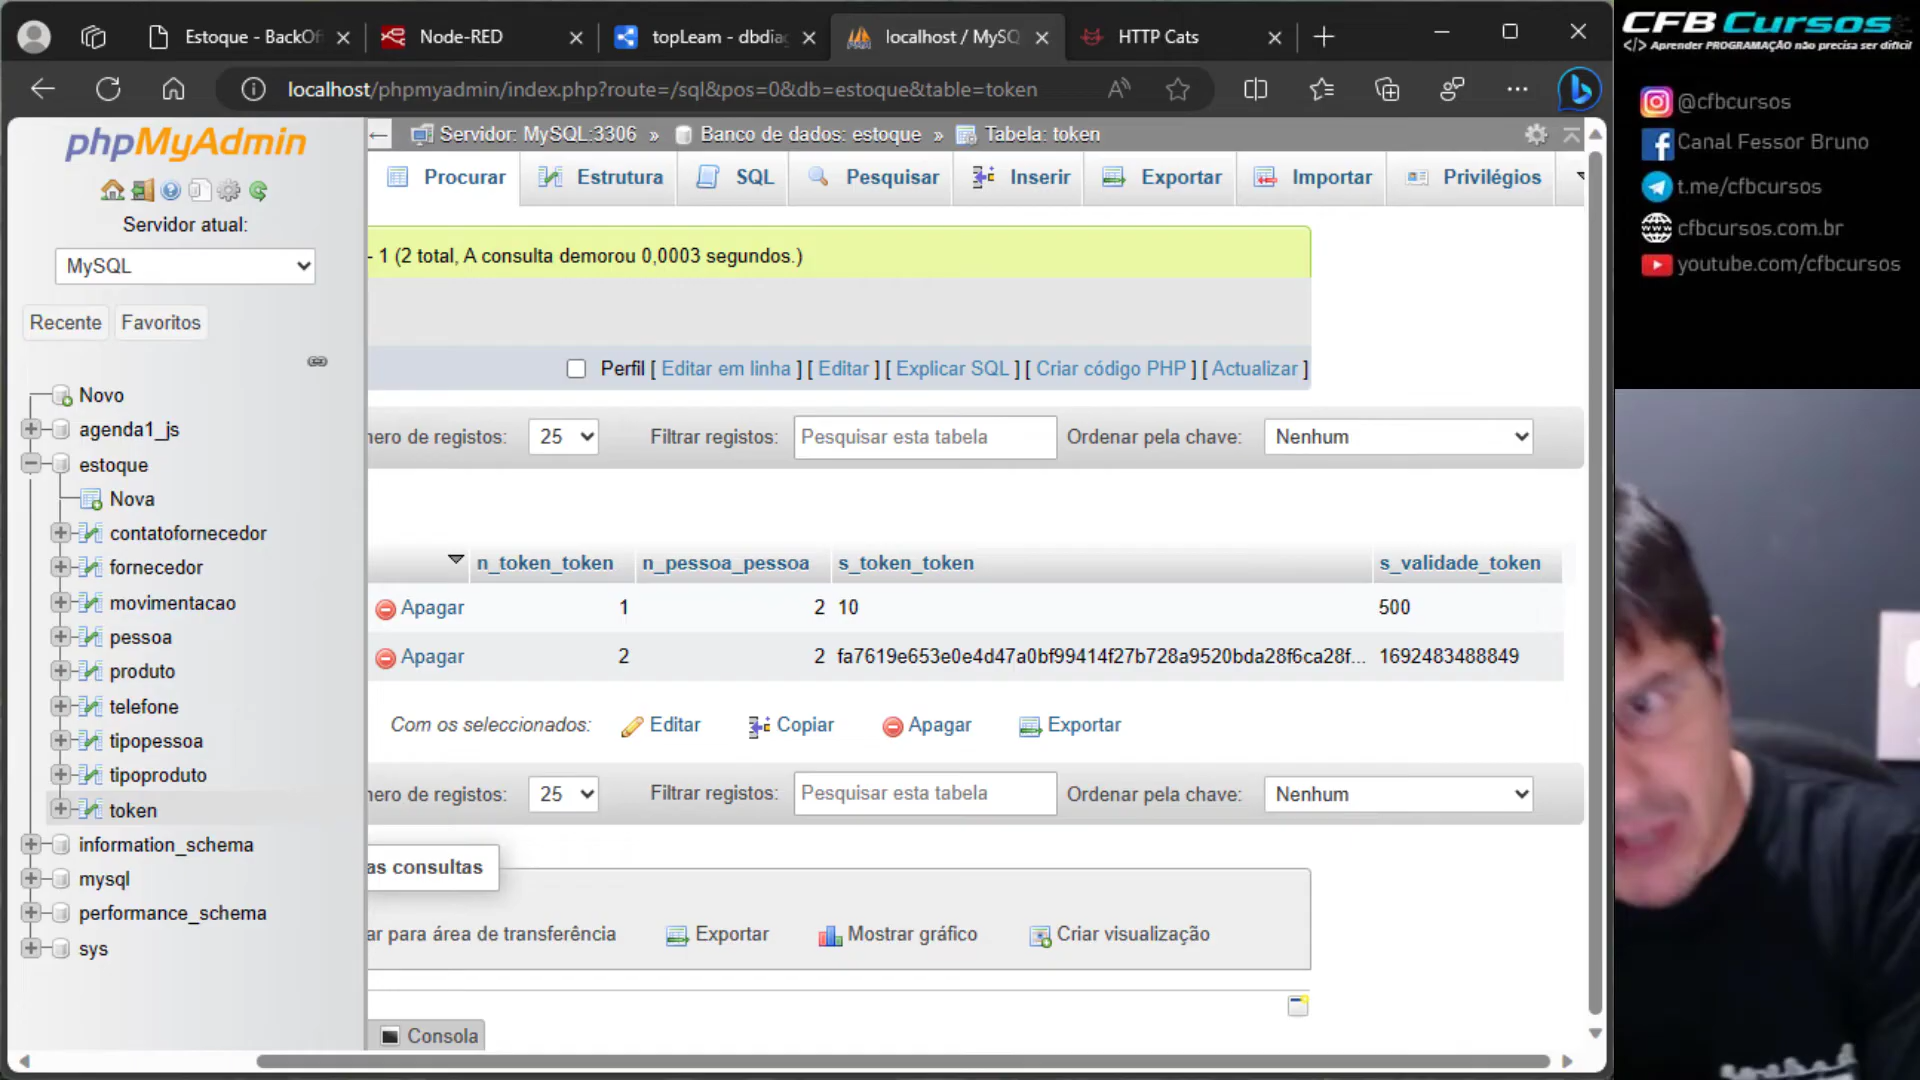 Estoque - BackOf
Node-RED
topLeam - dbdia
localhost / MySQ
HTTP Cats
localhost/phpmyadmin/index.php?route=/sql&pos=0&db=estoque&table=token
phpMyAdmin
Servidor atual:
MySQL
Recente
Favoritos
Novo
agenda1_js
estoque
Nova
contatofornecedor
fornecedor
movimentacao
pessoa
produto
telefone
tipopessoa
tipoproduto
token
information_schema
mysql
performance_schema
sys
Servidor: MySQL:3306 » Banco de dados: estoque » Tabela: token
Procurar
Estrutura
SQL
Pesquisar
Inserir
Exportar
Importar
Privilégios
- 1 (2 total, A consulta demorou 0,0003 segundos.)
Perfil [ Editar em linha ] [ Editar ] [ Explicar SQL ] [ Criar código PHP ] [ Actualizar ]
nero de registos: 25 Filtrar registos: Pesquisar esta tabela Ordenar pela chave: Nenhum
n_token_token n_pessoa_pessoa s_token_token s_validade_token
Apagar 1 2 10 500
Apagar 2 2 fa7619e653e0e4d47a0bf99414f27b728a9520bda28f6ca28f... 1692483488849
Com os seleccionados: Editar Copiar Apagar Exportar
nero de registos: 25 Filtrar registos: Pesquisar esta tabela Ordenar pela chave: Nenhum
as consultas
ar para área de transferência Exportar Mostrar gráfico Criar visualização
Consola
CFB Cursos
</> Aprender PROGRAMAÇÃO não precisa ser difícil
@cfbcursos
Canal Fessor Bruno
t.me/cfbcursos
cfbcursos.com.br
youtube.com/cfbcursos